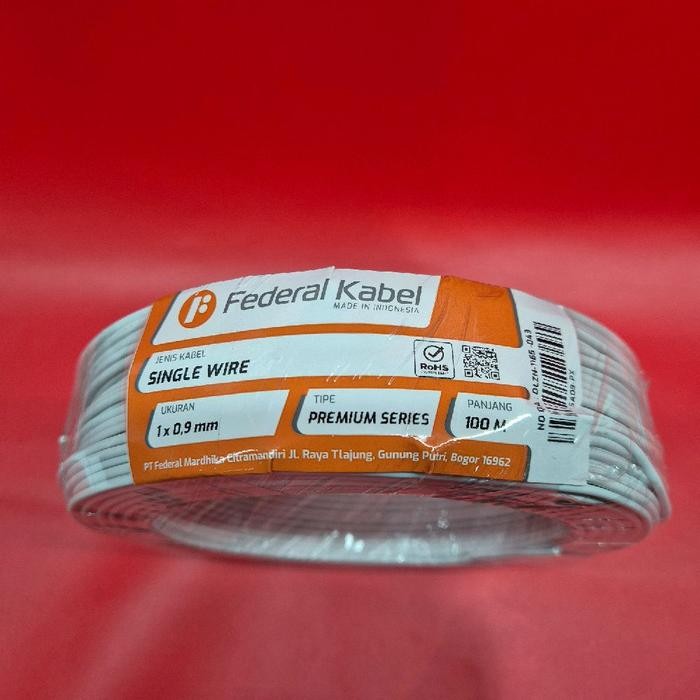 Federal Kabel
MADE IN INDONESIA
JENIS KABEL
SINGLE WIRE
RoHS
UKURAN
1 x 0,9 mm
TIPE
PREMIUM SERIES
PANJANG
100 M
PT Federal Mardhika Citramandiri Jl. Raya Tlajung, Gunung Putri, Bogor 16962